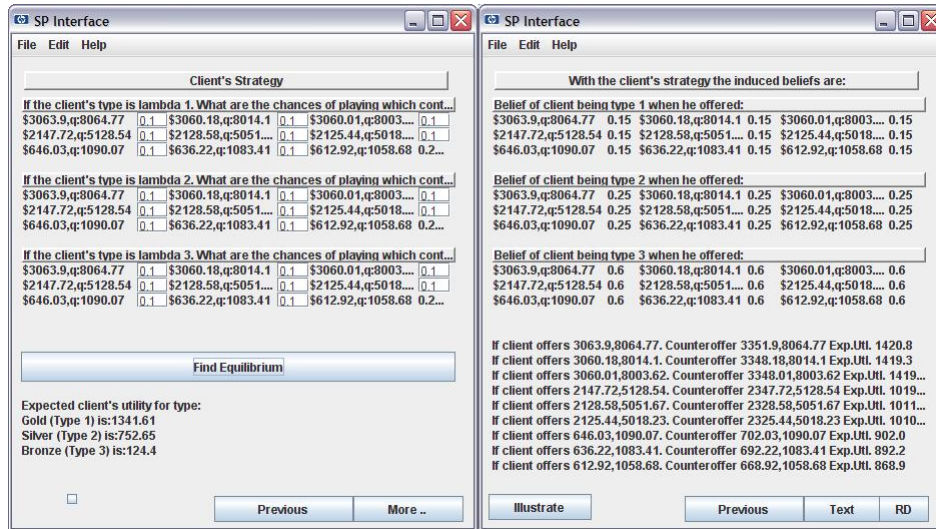 SP Interface
File Edit Help
Client's Strategy
If the client's type is lambda 1. What are the chances of playing which cont...
$3063.9,q:8064.77 0.1 $3060.18,q:8014.1 0.1 $3060.01,q:8003.... 0.1
$2147.72,q:5128.54 0.1 $2128.58,q:5051.... 0.1 $2125.44,q:5018.... 0.1
$646.03,q:1090.07 0.1 $636.22,q:1083.41 0.1 $612.92,q:1058.68 0.2...
If the client's type is lambda 2. What are the chances of playing which cont...
$3063.9,q:8064.77 0.1 $3060.18,q:8014.1 0.1 $3060.01,q:8003.... 0.1
$2147.72,q:5128.54 0.1 $2128.58,q:5051.... 0.1 $2125.44,q:5018.... 0.1
$646.03,q:1090.07 0.1 $636.22,q:1083.41 0.1 $612.92,q:1058.68 0.2...
If the client's type is lambda 3. What are the chances of playing which cont...
$3063.9,q:8064.77 0.1 $3060.18,q:8014.1 0.1 $3060.01,q:8003.... 0.1
$2147.72,q:5128.54 0.1 $2128.58,q:5051.... 0.1 $2125.44,q:5018.... 0.1
$646.03,q:1090.07 0.1 $636.22,q:1083.41 0.1 $612.92,q:1058.68 0.2...
Find Equilibrium
Expected client's utility for type:
Gold (Type 1) is:1341.61
Silver (Type 2) is:752.65
Bronze (Type 3) is:124.4
Previous More ..
SP Interface
File Edit Help
With the client's strategy the induced beliefs are:
Belief of client being type 1 when he offered:
$3063.9,q:8064.77 0.15 $3060.18,q:8014.1 0.15 $3060.01,q:8003.... 0.15
$2147.72,q:5128.54 0.15 $2128.58,q:5051.... 0.15 $2125.44,q:5018.... 0.15
$646.03,q:1090.07 0.15 $636.22,q:1083.41 0.15 $612.92,q:1058.68 0.15
Belief of client being type 2 when he offered:
$3063.9,q:8064.77 0.25 $3060.18,q:8014.1 0.25 $3060.01,q:8003.... 0.25
$2147.72,q:5128.54 0.25 $2128.58,q:5051.... 0.25 $2125.44,q:5018.... 0.25
$646.03,q:1090.07 0.25 $636.22,q:1083.41 0.25 $612.92,q:1058.68 0.25
Belief of client being type 3 when he offered:
$3063.9,q:8064.77 0.6 $3060.18,q:8014.1 0.6 $3060.01,q:8003.... 0.6
$2147.72,q:5128.54 0.6 $2128.58,q:5051.... 0.6 $2125.44,q:5018.... 0.6
$646.03,q:1090.07 0.6 $636.22,q:1083.41 0.6 $612.92,q:1058.68 0.6
If client offers 3063.9,8064.77. Counteroffer 3351.9,8064.77 Exp.Utl. 1420.8
If client offers 3060.18,8014.1. Counteroffer 3348.18,8014.1 Exp.Utl. 1419.3
If client offers 3060.01,8003.62. Counteroffer 3348.01,8003.62 Exp.Utl. 1419...
If client offers 2147.72,5128.54. Counteroffer 2347.72,5128.54 Exp.Utl. 1019...
If client offers 2128.58,5051.67. Counteroffer 2328.58,5051.67 Exp.Utl. 1011...
If client offers 2125.44,5018.23. Counteroffer 2325.44,5018.23 Exp.Utl. 1010...
If client offers 646.03,1090.07. Counteroffer 702.03,1090.07 Exp.Utl. 902.0
If client offers 636.22,1083.41. Counteroffer 692.22,1083.41 Exp.Utl. 892.2
If client offers 612.92,1058.68. Counteroffer 668.92,1058.68 Exp.Utl. 868.9
Illustrate Previous Text RD